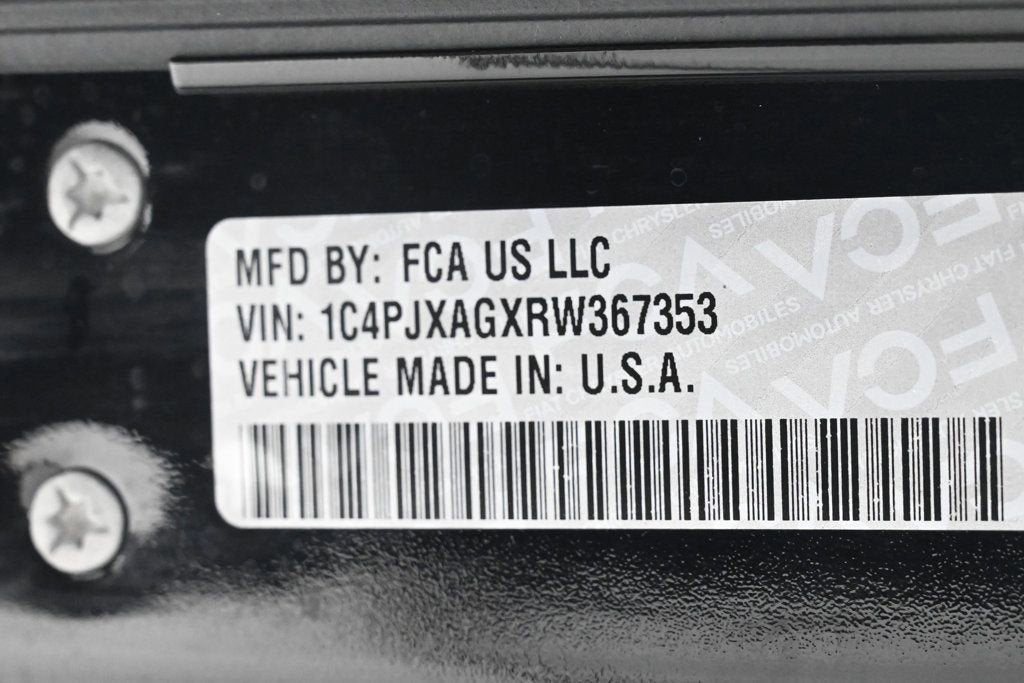 MFD BY: FCA US LLC
VIN: 1C4PJXAGXRW367353
VEHICLE MADE IN: U.S.A.